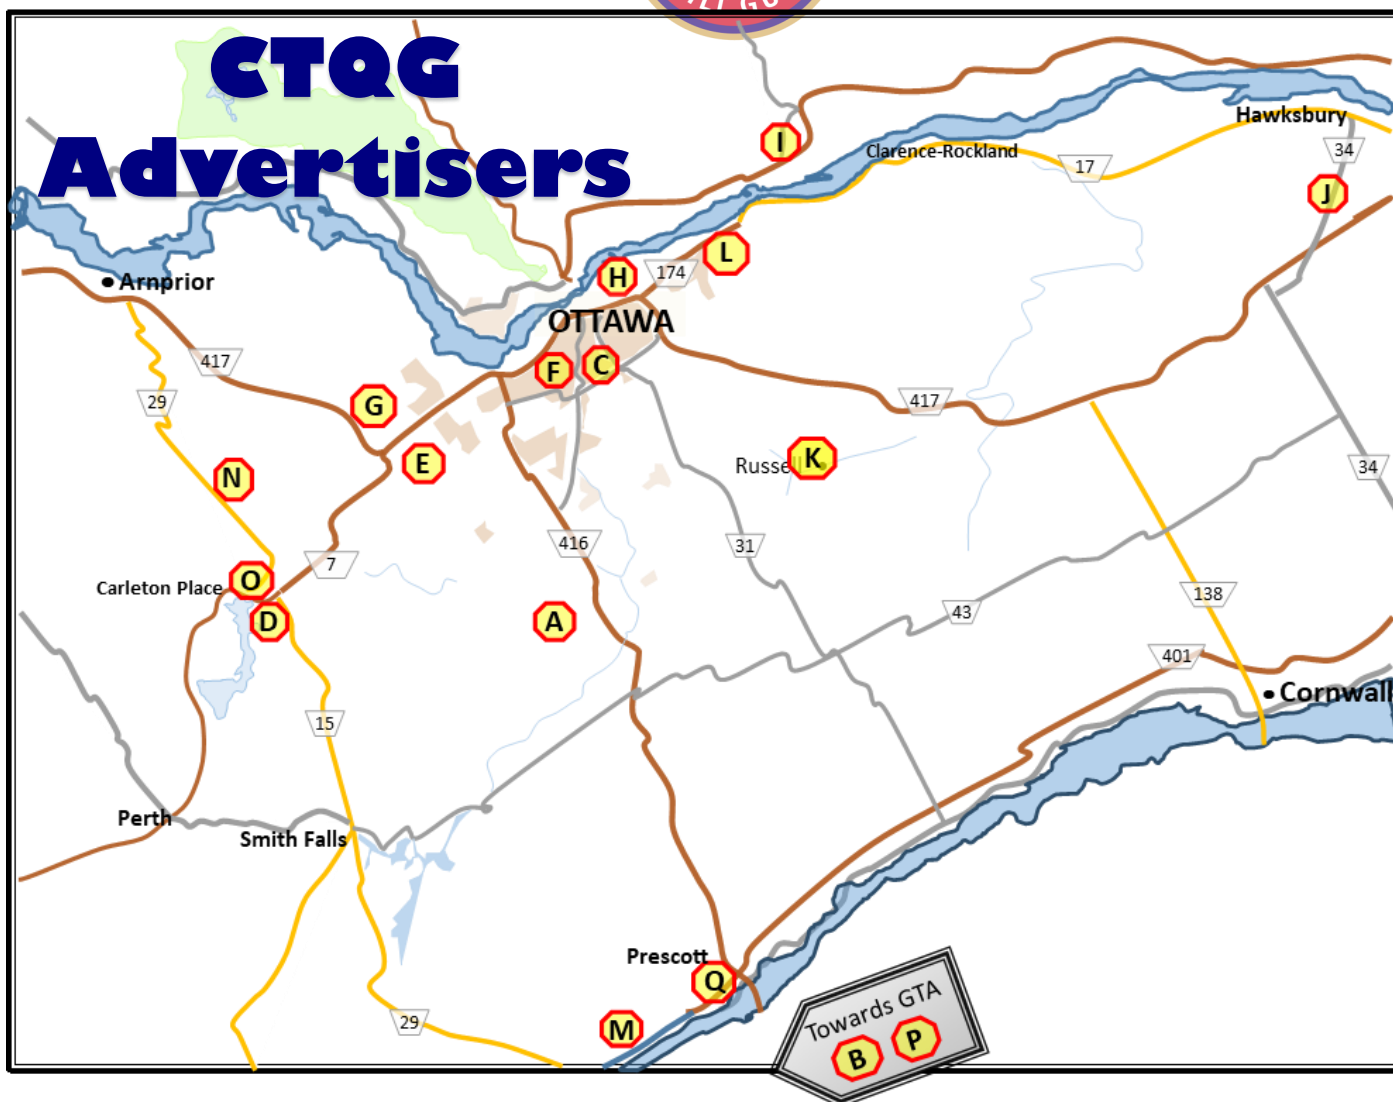 CTQG
Advertisers
Hawksbury
I
Clarence-Rockland
17
34
J
L
H
174
Arnprior
OTTAWA
417
F
C
29
G
417
E
Russell
K
N
34
416
31
7
O
Carleton Place
138
D
A
43
401
Cornwall
15
Perth
Smith Falls
Prescott
Q
29
M
Towards GTA
B P